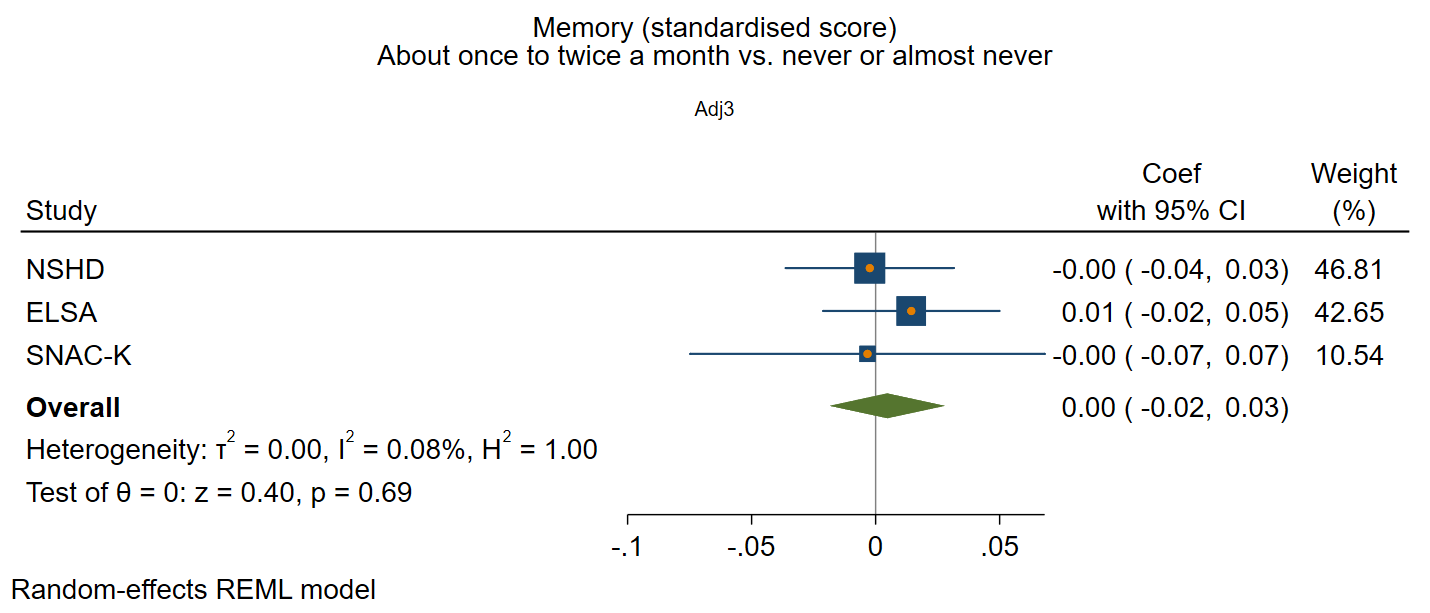 Memory (standardised score)
About once to twice a month vs. never or almost never
Adj3
Coef Weight
Study with 95% CI (%)
NSHD -0.00 ( -0.04, 0.03) 46.81
ELSA 0.01 ( -0.02, 0.05) 42.65
SNAC-K -0.00 ( -0.07, 0.07) 10.54
Overall 0.00 ( -0.02, 0.03)
Heterogeneity: τ² = 0.00, I² = 0.08%, H² = 1.00
Test of θ = 0: z = 0.40, p = 0.69
-.1 -.05 0 .05
Random-effects REML model